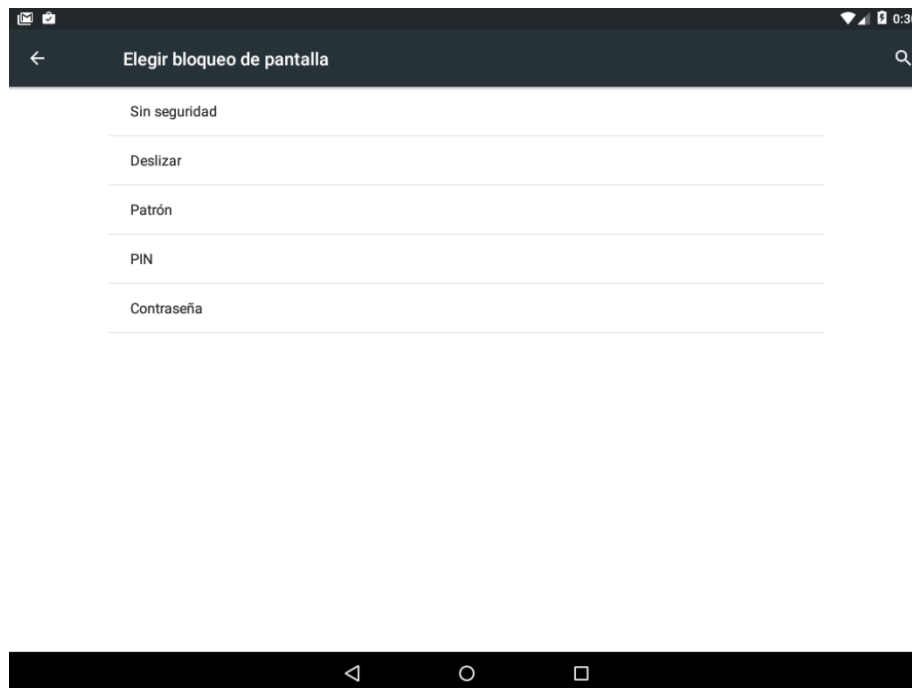 Elegir bloqueo de pantalla
Sin seguridad
Deslizar
Patrón
PIN
Contraseña